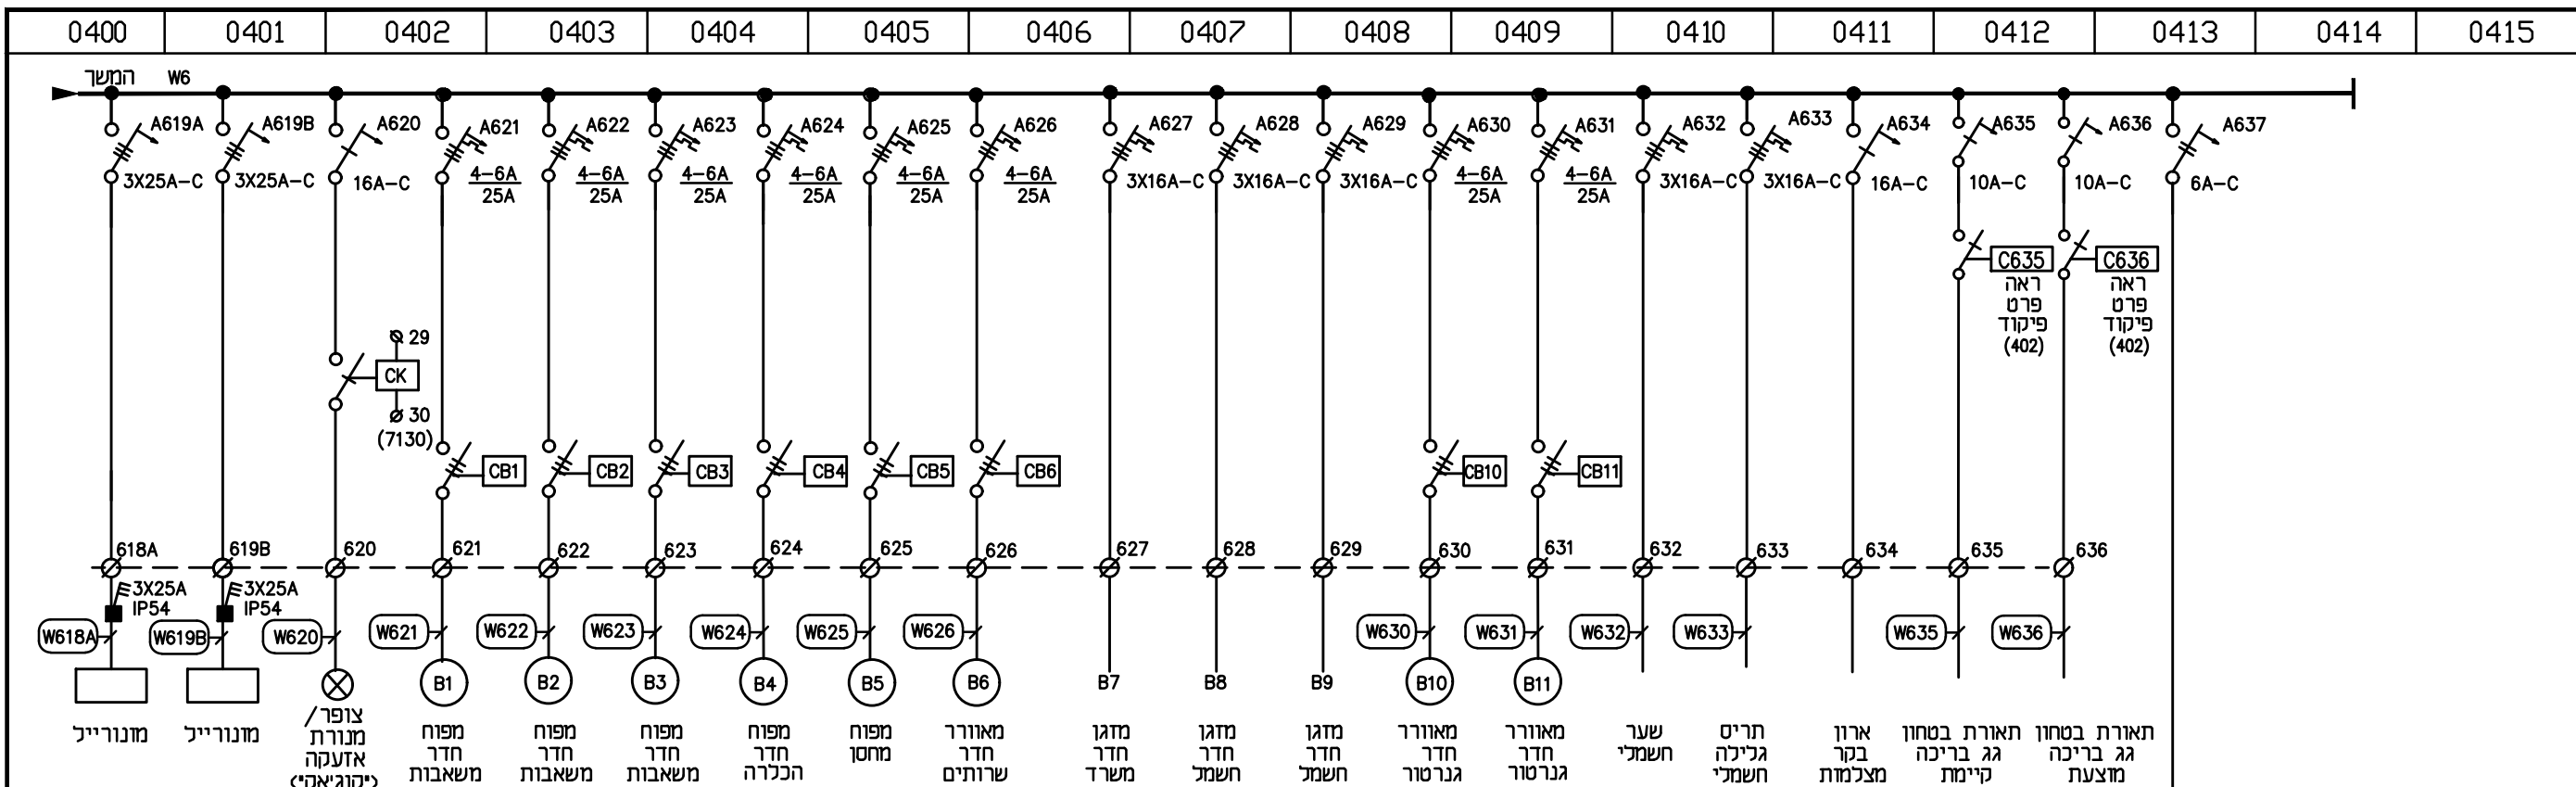 0400 0401 0402 0403 0404 0405 0406 0407 0408 0409 0410 0411 0412 0413 0414 0415
המשך W6
A619A A619B A620 A621 A622 A623 A624 A625 A626 A627 A628 A629 A630 A631 A632 A633 A634 A635 A636 A637
3X25A-C 3X25A-C 16A-C 4-6A 4-6A 4-6A 4-6A 4-6A 4-6A 3X16A-C 3X16A-C 3X16A-C 4-6A 4-6A 3X16A-C 3X16A-C 16A-C 10A-C 10A-C 6A-C
25A 25A 25A 25A 25A 25A 25A 25A
C635 C636
ראה ראה
פרט פרט
פיקוד פיקוד
(402) (402)
29
CK
30
(7130)
CB1 CB2 CB3 CB4 CB5 CB6 CB10 CB11
618A 619B 620 621 622 623 624 625 626 627 628 629 630 631 632 633 634 635 636
3X25A 3X25A
IP54 IP54
W618A W619B W620 W621 W622 W623 W624 W625 W626 W630 W631 W632 W633 W635 W636
B1 B2 B3 B4 B5 B6 B7 B8 B9 B10 B11
מונורייל
מונורייל
צופר/
מנורת
אזעקה
("קוג'אק")
מפוח
חדר
משאבות
מפוח
חדר
משאבות
מפוח
חדר
משאבות
מפוח
חדר
הכלרה
מפוח
מחסן
מאוורר
חדר
שרותים
מזגן
חדר
משרד
מזגן
חדר
חשמל
מזגן
חדר
חשמל
מאוורר
חדר
גנרטור
מאוורר
חדר
גנרטור
שער
חשמלי
תריס
גלילה
חשמלי
ארון
בקר
מצלמות
תאורת בטחון
גג בריכה
קיימת
תאורת בטחון
גג בריכה
מוצעת